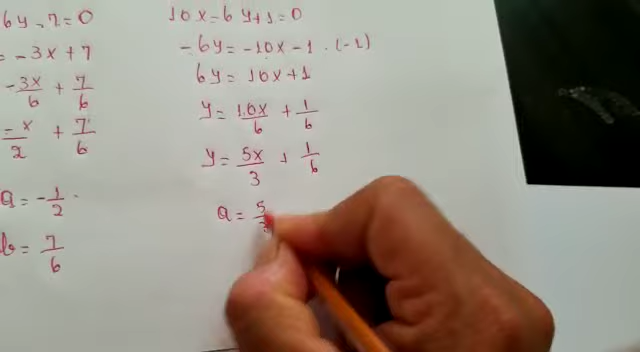 6y - 7 = 0
= -3x + 7
-3x/6 + 7/6
-x/2 + 7/6
a = -1/2
b = 7/6
10x - 6y + 1 = 0
-6y = -10x - 1 . (-1)
6y = 10x + 1
y = 10x/6 + 1/6
y = 5x/3 + 1/6
a = 5/